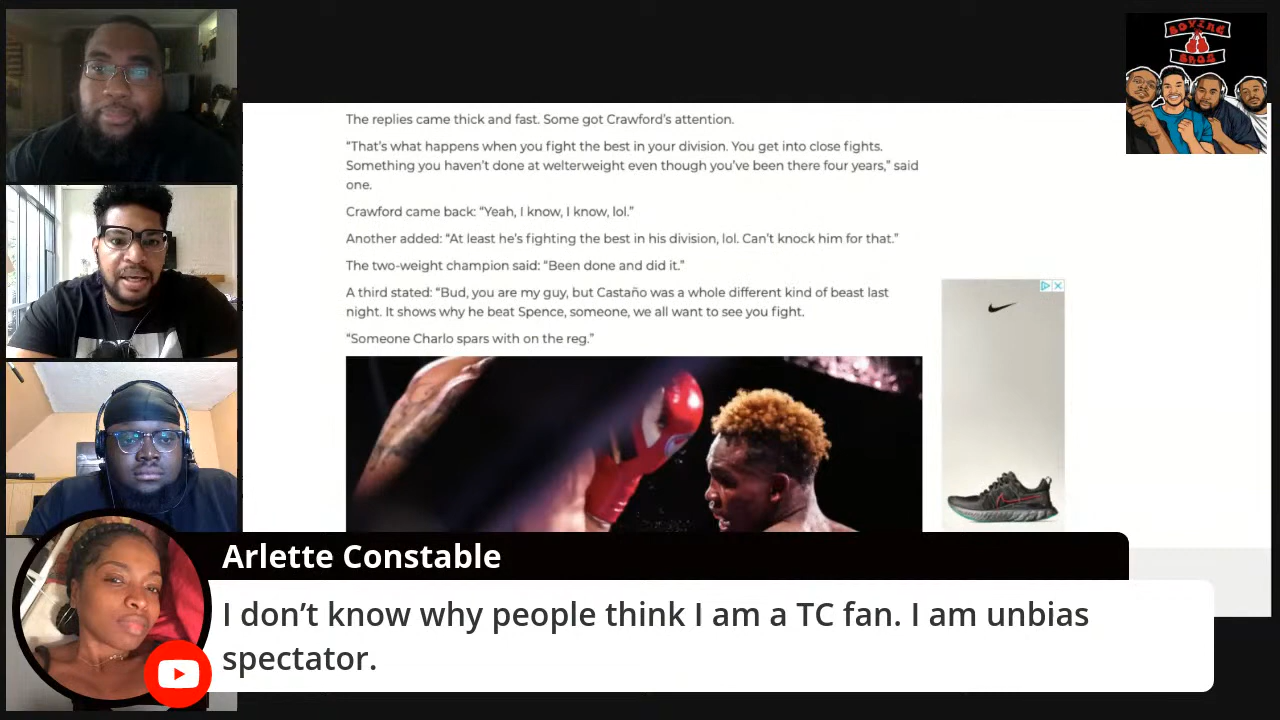 BOXING
BROZ
The replies came thick and fast. Some got Crawford’s attention.
“That’s what happens when you fight the best in your division. You get into close fights.
Something you haven’t done at welterweight even though you’ve been there four years,” said
one.
Crawford came back: “Yeah, I know, I know, lol.”
Another added: “At least he’s fighting the best in his division, lol. Can’t knock him for that.”
The two-weight champion said: “Been done and did it.”
A third stated: “Bud, you are my guy, but Castaño was a whole different kind of beast last
night. It shows why he beat Spence, someone, we all want to see you fight.
“Someone Charlo spars with on the reg.”
Arlette Constable
I don’t know why people think I am a TC fan. I am unbias
spectator.